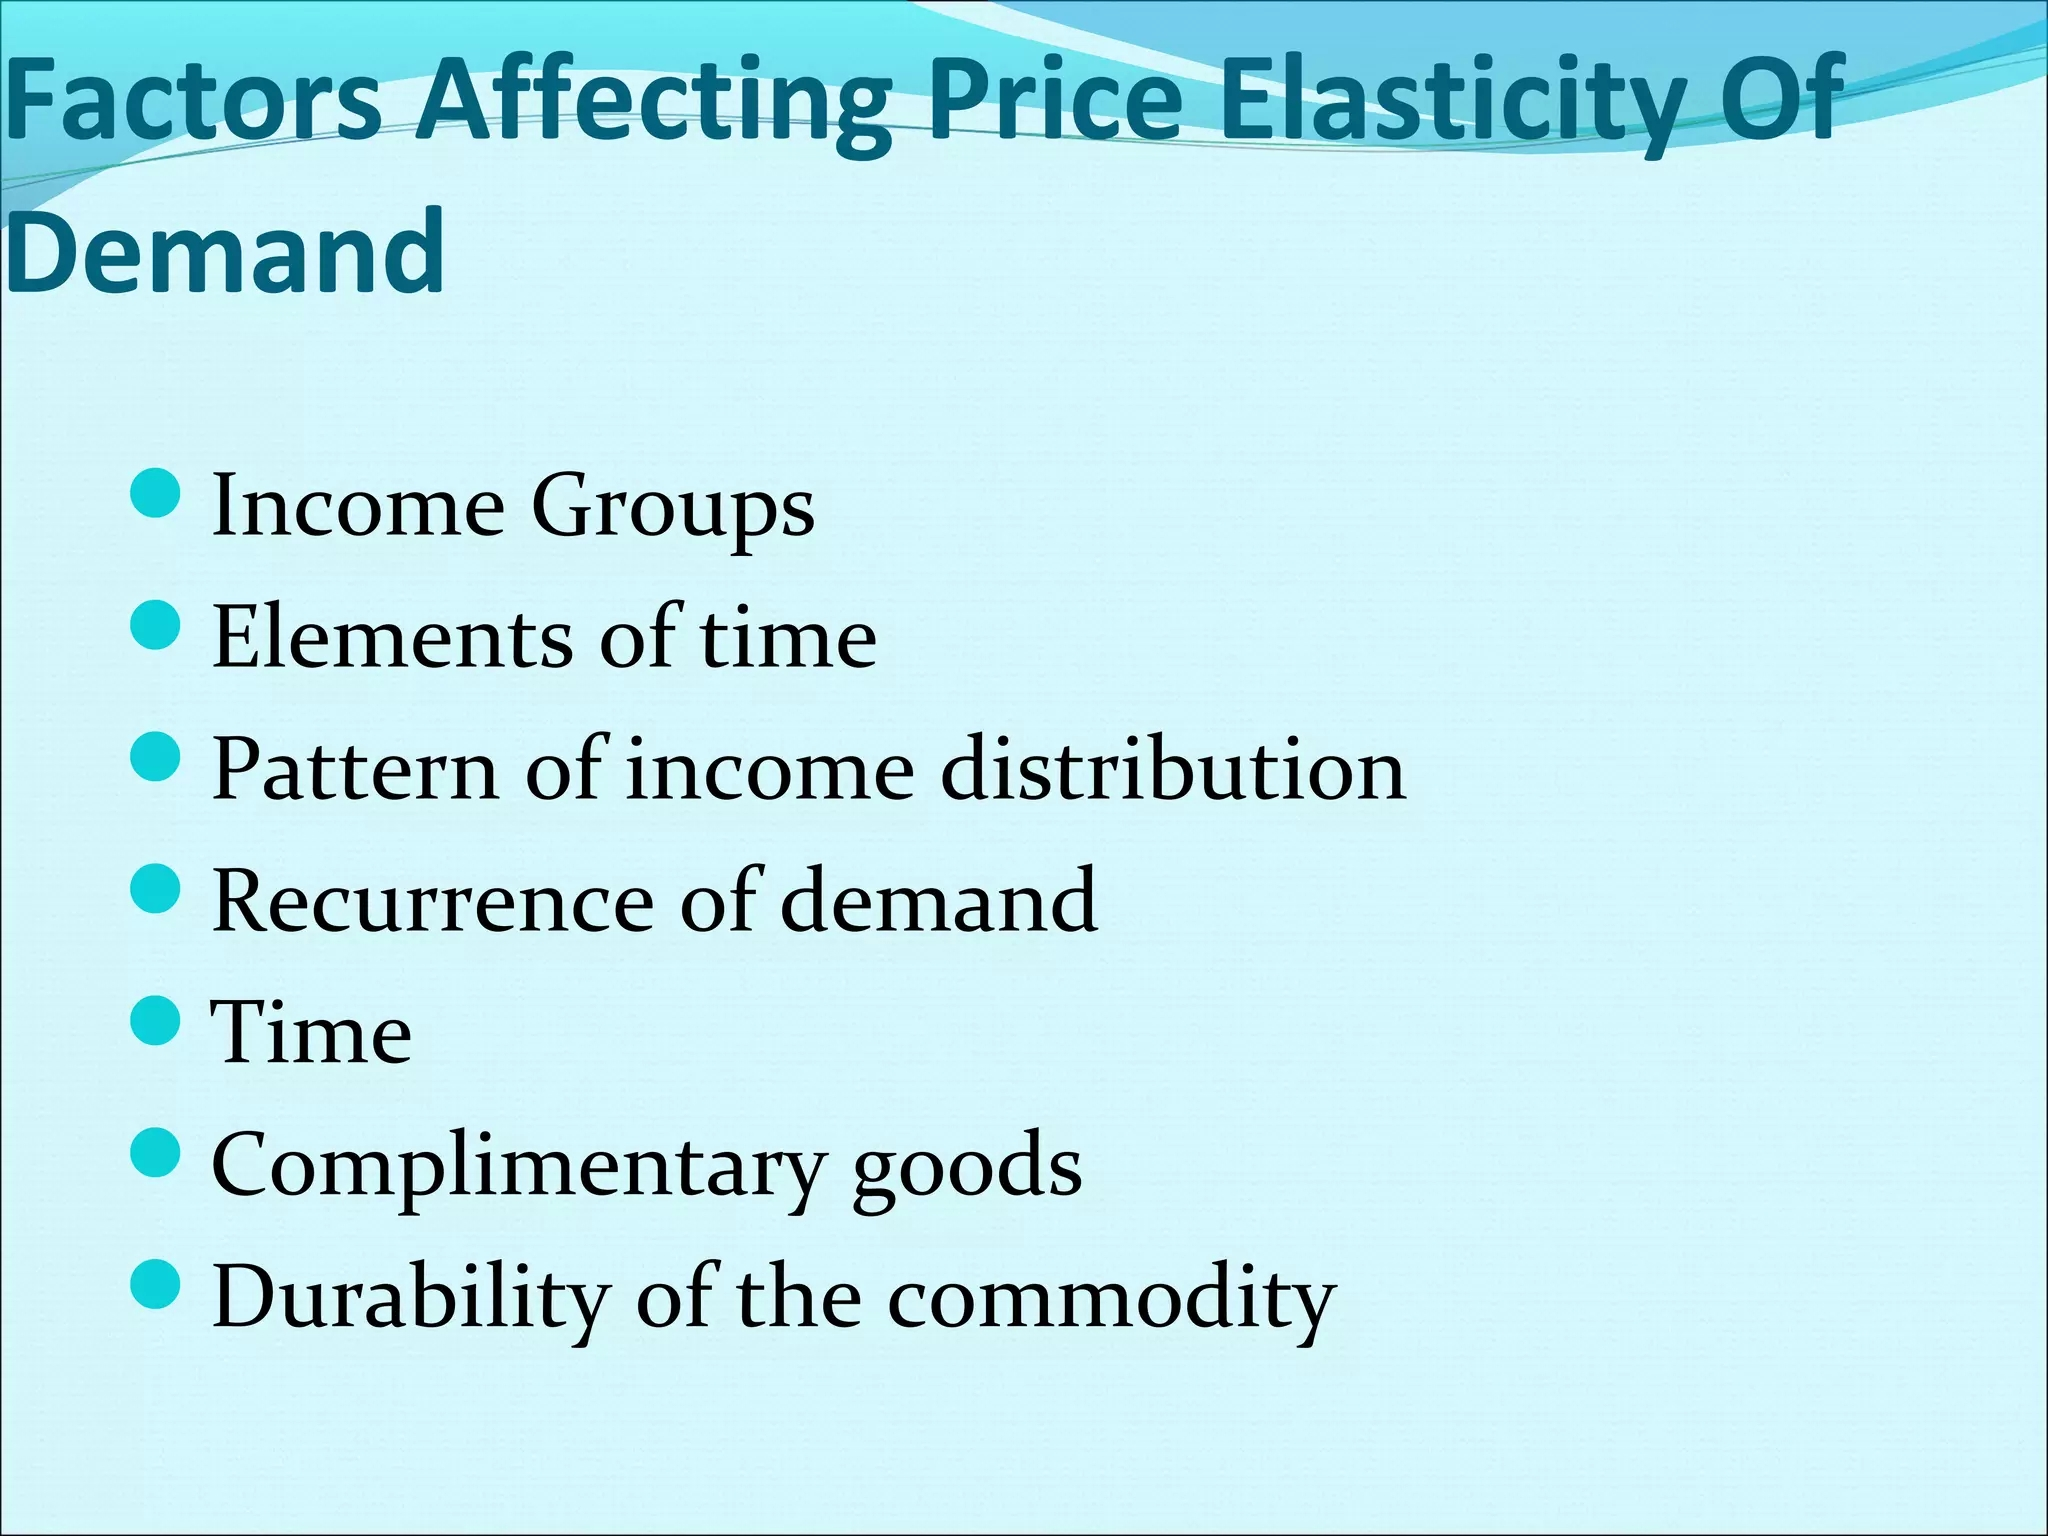 Factors Affecting Price Elasticity Of
Demand
Income Groups
Elements of time
Pattern of income distribution
Recurrence of demand
Time
Complimentary goods
Durability of the commodity